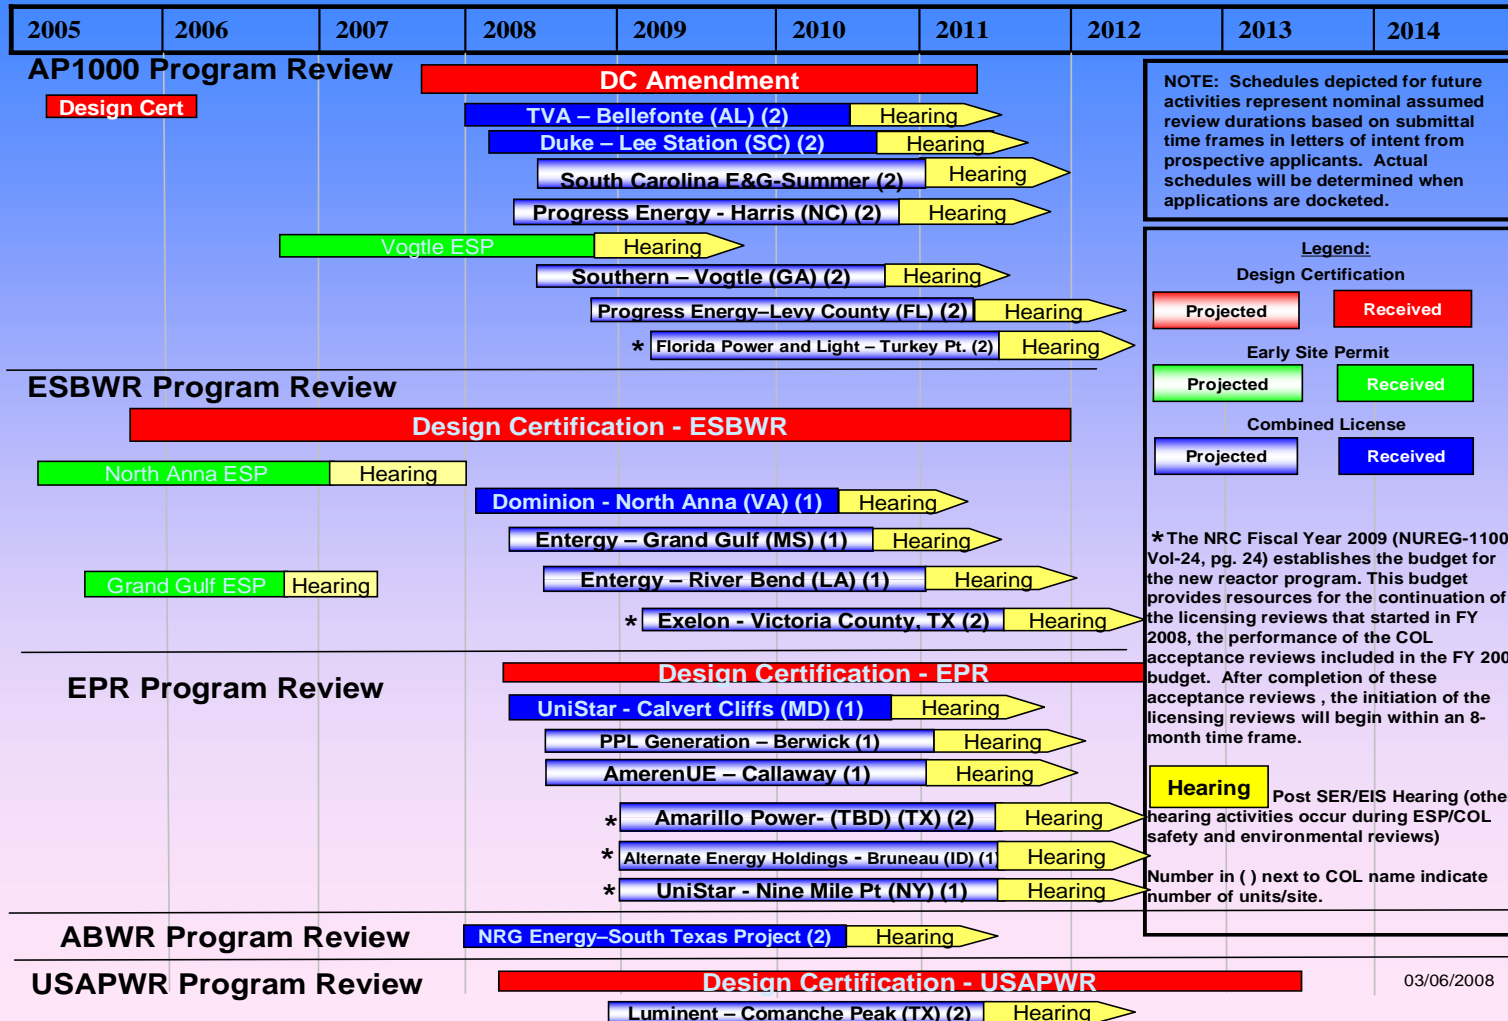 2005 2006 2007 2008 2009 2010 2011 2012 2013 2014
AP1000 Program Review
DC Amendment
Design Cert
TVA – Bellefonte (AL) (2) Hearing
Duke – Lee Station (SC) (2) Hearing
South Carolina E&G-Summer (2) Hearing
Progress Energy - Harris (NC) (2) Hearing
Vogtle ESP Hearing
Southern – Vogtle (GA) (2) Hearing
Progress Energy–Levy County (FL) (2) Hearing
* Florida Power and Light – Turkey Pt. (2) Hearing
ESBWR Program Review
Design Certification - ESBWR
North Anna ESP Hearing
Dominion - North Anna (VA) (1) Hearing
Entergy – Grand Gulf (MS) (1) Hearing
Entergy – River Bend (LA) (1) Hearing
Grand Gulf ESP Hearing
* Exelon - Victoria County, TX (2) Hearing
EPR Program Review
Design Certification - EPR
UniStar - Calvert Cliffs (MD) (1) Hearing
PPL Generation – Berwick (1) Hearing
AmerenUE – Callaway (1) Hearing
* Amarillo Power- (TBD) (TX) (2) Hearing
* Alternate Energy Holdings - Bruneau (ID) (1) Hearing
* UniStar - Nine Mile Pt (NY) (1) Hearing
ABWR Program Review
NRG Energy–South Texas Project (2) Hearing
USAPWR Program Review
Design Certification - USAPWR
Luminent – Comanche Peak (TX) (2) Hearing
NOTE: Schedules depicted for future
activities represent nominal assumed
review durations based on submittal
time frames in letters of intent from
prospective applicants. Actual
schedules will be determined when
applications are docketed.
Legend:
Design Certification
Projected Received
Early Site Permit
Projected Received
Combined License
Projected Received
* The NRC Fiscal Year 2009 (NUREG-1100
Vol-24, pg. 24) establishes the budget for
the new reactor program. This budget
provides resources for the continuation of
the licensing reviews that started in FY
2008, the performance of the COL
acceptance reviews included in the FY 200
budget. After completion of these
acceptance reviews , the initiation of the
licensing reviews will begin within an 8-
month time frame.
Hearing Post SER/EIS Hearing (othe
hearing activities occur during ESP/COL
safety and environmental reviews)
Number in ( ) next to COL name indicate
number of units/site.
03/06/2008